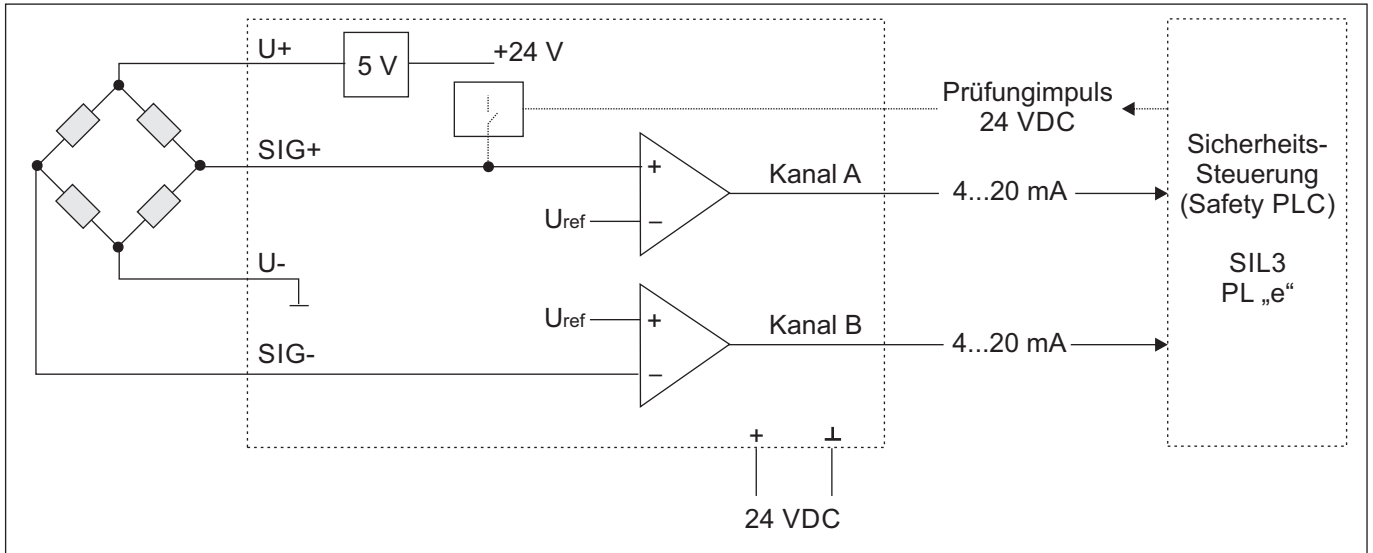 U+
5 V
+24 V
Prüfungimpuls
24 VDC
SIG+
+
Kanal A
4...20 mA
Uref
–
Sicherheits-
Steuerung
(Safety PLC)
SIL3
PL „e“
U-
Uref
+
Kanal B
4...20 mA
SIG-
–
+
24 VDC